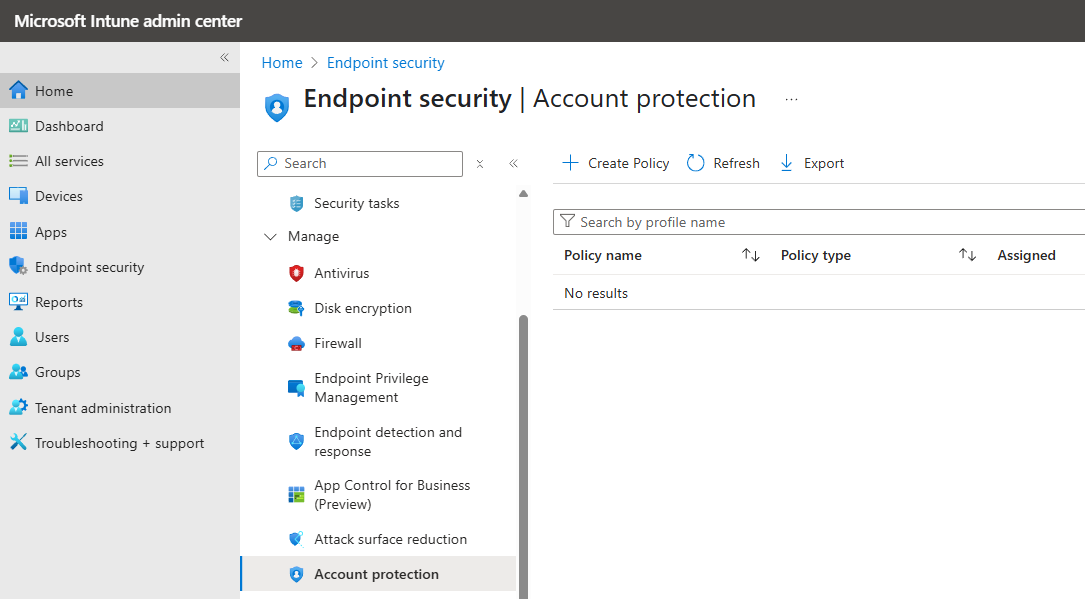 Microsoft Intune admin center
Home
Dashboard
All services
Devices
Apps
Endpoint security
Reports
Users
Groups
Tenant administration
Troubleshooting + support
Home > Endpoint security
Endpoint security | Account protection ...
Search
Security tasks
Manage
Antivirus
Disk encryption
Firewall
Endpoint Privilege
Management
Endpoint detection and
response
App Control for Business
(Preview)
Attack surface reduction
Account protection
Create Policy Refresh Export
Search by profile name
Policy name Policy type Assigned
No results